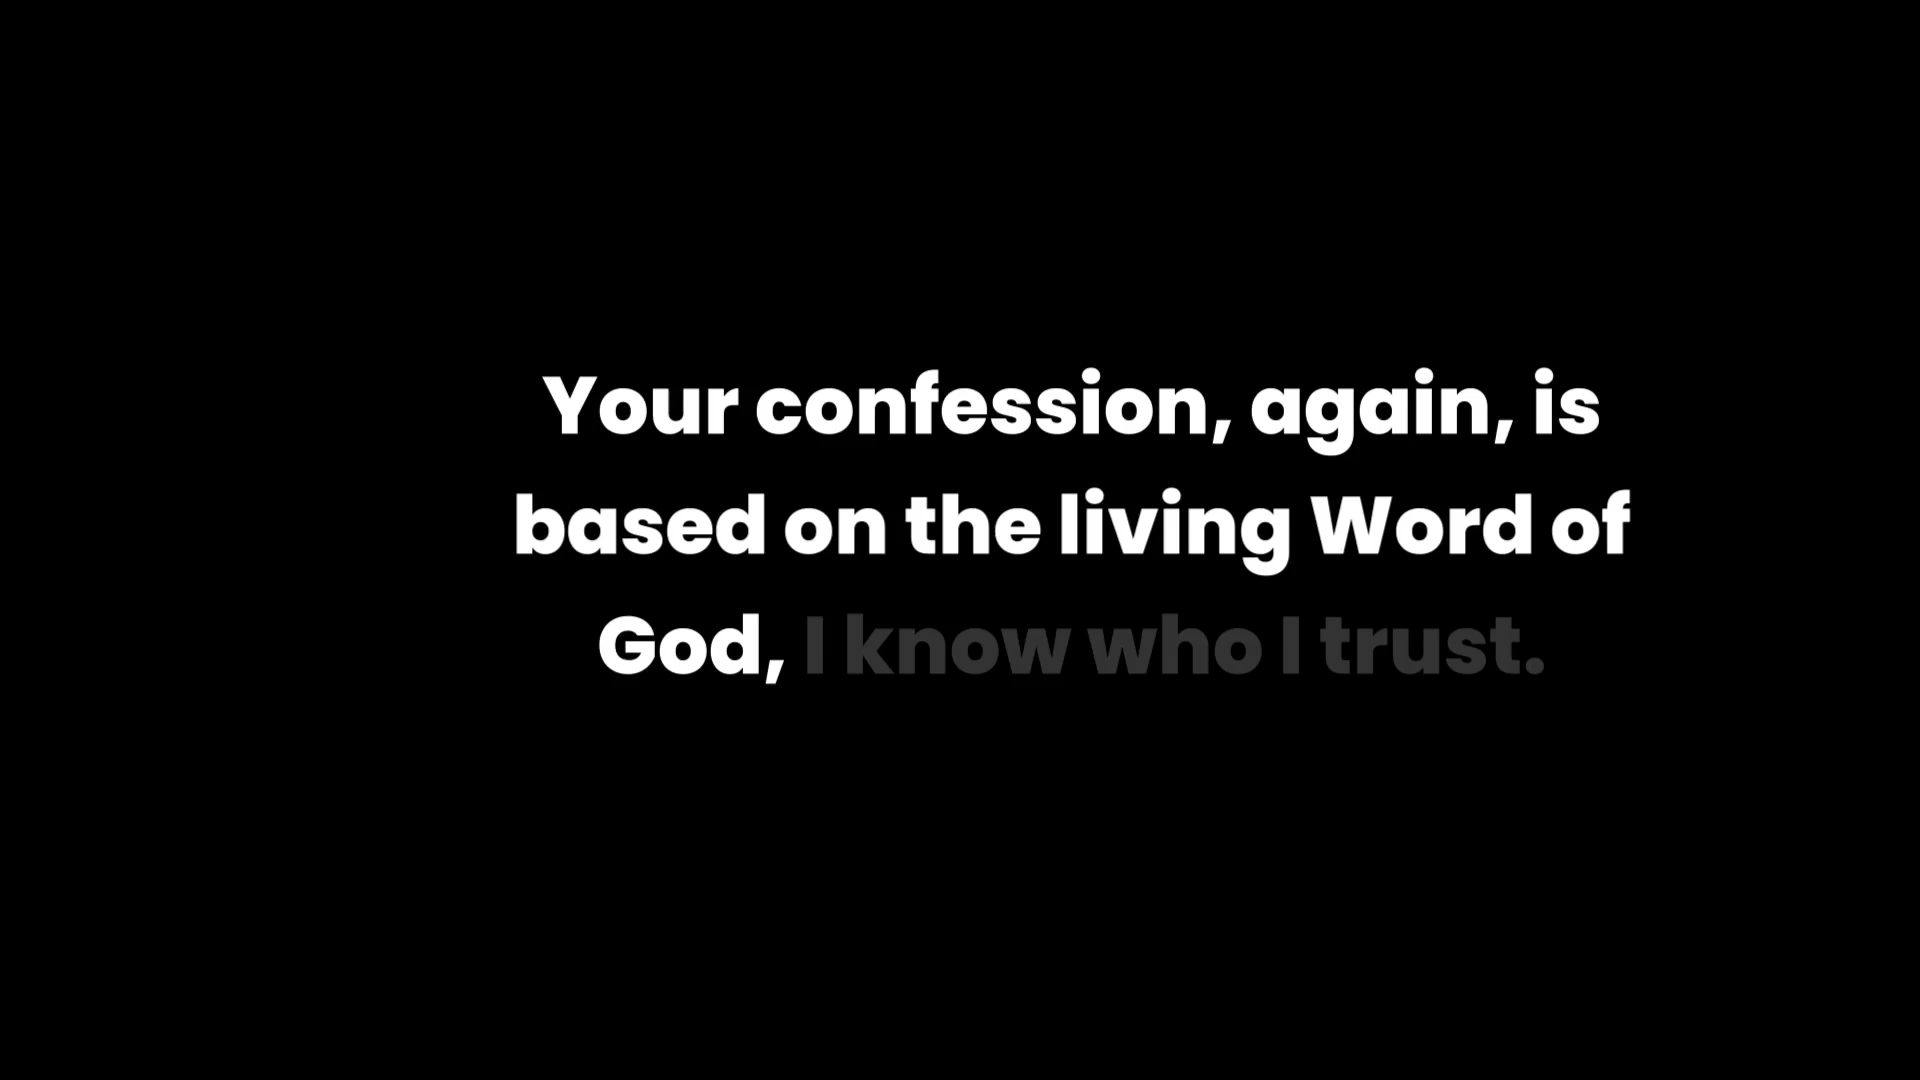 Your confession, again, is
based on the living Word of
God, I know who I trust.